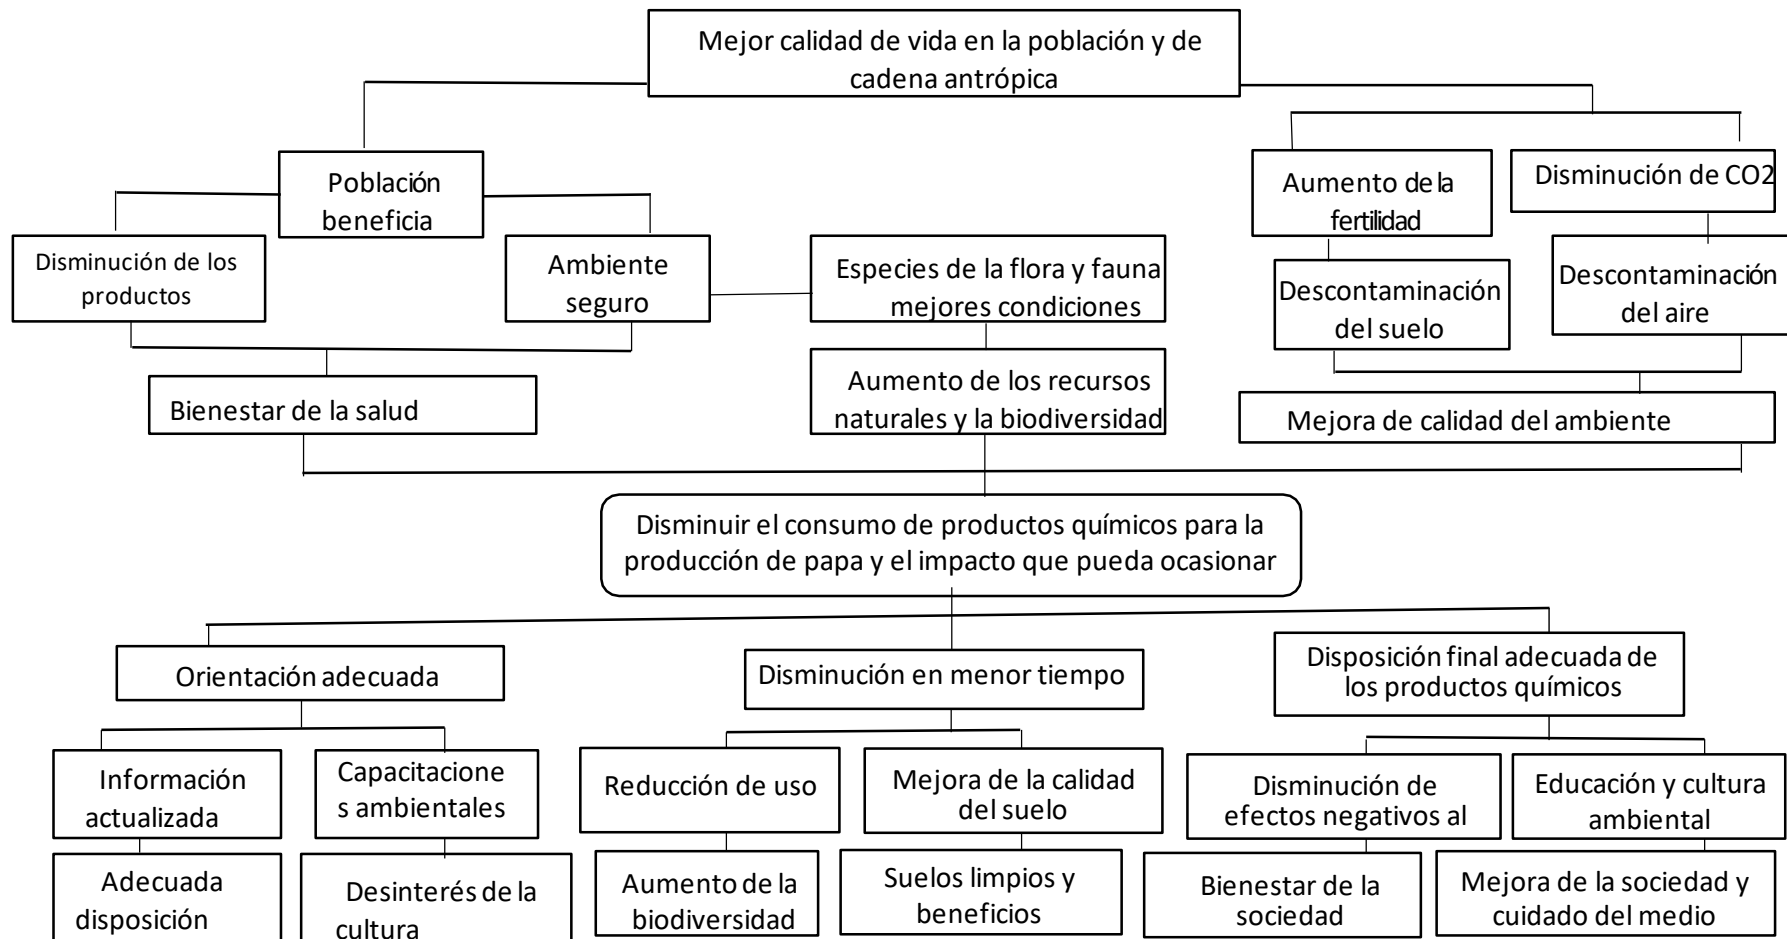 Mejor calidad de vida en la población y de
cadena antrópica
Población
beneficia
Aumento de la
fertilidad
Disminución de CO2
Disminución de los
productos
Ambiente
seguro
Especies de la flora y fauna
mejores condiciones
Descontaminación
del suelo
Descontaminación
del aire
Bienestar de la salud
Aumento de los recursos
naturales y la biodiversidad
Mejora de calidad del ambiente
Disminuir el consumo de productos químicos para la
producción de papa y el impacto que pueda ocasionar
Orientación adecuada
Disminución en menor tiempo
Disposición final adecuada de
los productos químicos
Información
actualizada
Capacitacione
s ambientales
Reducción de uso
Mejora de la calidad
del suelo
Disminución de
efectos negativos al
Educación y cultura
ambiental
Adecuada
disposición
Desinterés de la
cultura
Aumento de la
biodiversidad
Suelos limpios y
beneficios
Bienestar de la
sociedad
Mejora de la sociedad y
cuidado del medio